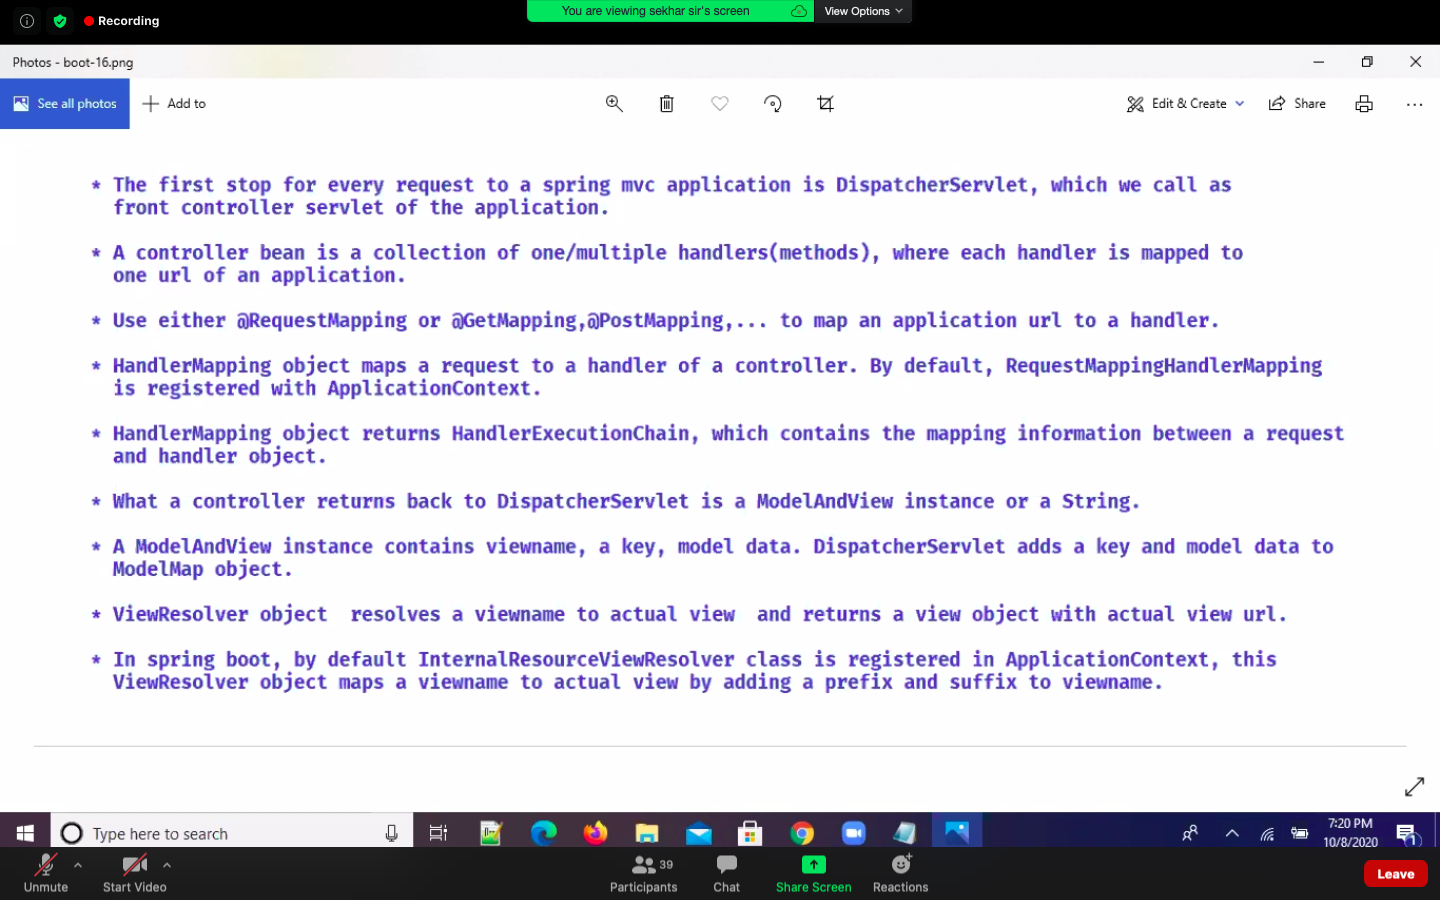 Recording
You are viewing sekhar sir's screen
View Options
Photos - boot-16.png
See all photos
Add to
Edit & Create
Share
* The first stop for every request to a spring mvc application is DispatcherServlet, which we call as
front controller servlet of the application.
* A controller bean is a collection of one/multiple handlers(methods), where each handler is mapped to
one url of an application.
* Use either @RequestMapping or @GetMapping,@PostMapping,... to map an application url to a handler.
* HandlerMapping object maps a request to a handler of a controller. By default, RequestMappingHandlerMapping
is registered with ApplicationContext.
* HandlerMapping object returns HandlerExecutionChain, which contains the mapping information between a request
and handler object.
* What a controller returns back to DispatcherServlet is a ModelAndView instance or a String.
* A ModelAndView instance contains viewname, a key, model data. DispatcherServlet adds a key and model data to
ModelMap object.
* ViewResolver object resolves a viewname to actual view and returns a view object with actual view url.
* In spring boot, by default InternalResourceViewResolver class is registered in ApplicationContext, this
ViewResolver object maps a viewname to actual view by adding a prefix and suffix to viewname.
Type here to search
7:20 PM
10/8/2020
1
Unmute
Start Video
39
Participants
Chat
Share Screen
Reactions
Leave